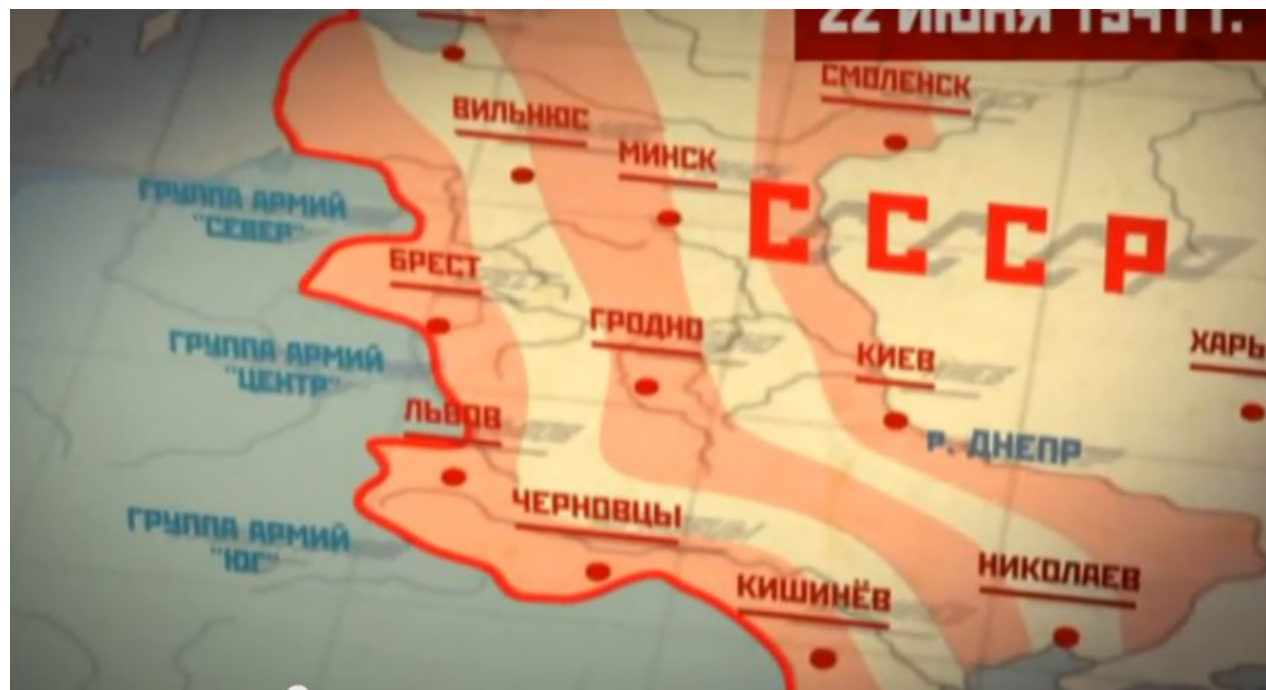 22 ИЮНЯ 1941 Г.
СМОЛЕНСК
ВИЛЬНЮС
МИНСК
СССР
ГРУППА АРМИЙ
"СЕВЕР"
БРЕСТ
ГРОДНО
ГРУППА АРМИЙ
"ЦЕНТР"
КИЕВ
ХАРЬ
ЛЬВОВ
р. ДНЕПР
ЧЕРНОВЦЫ
ГРУППА АРМИЙ
"ЮГ"
НИКОЛАЕВ
КИШИНЁВ